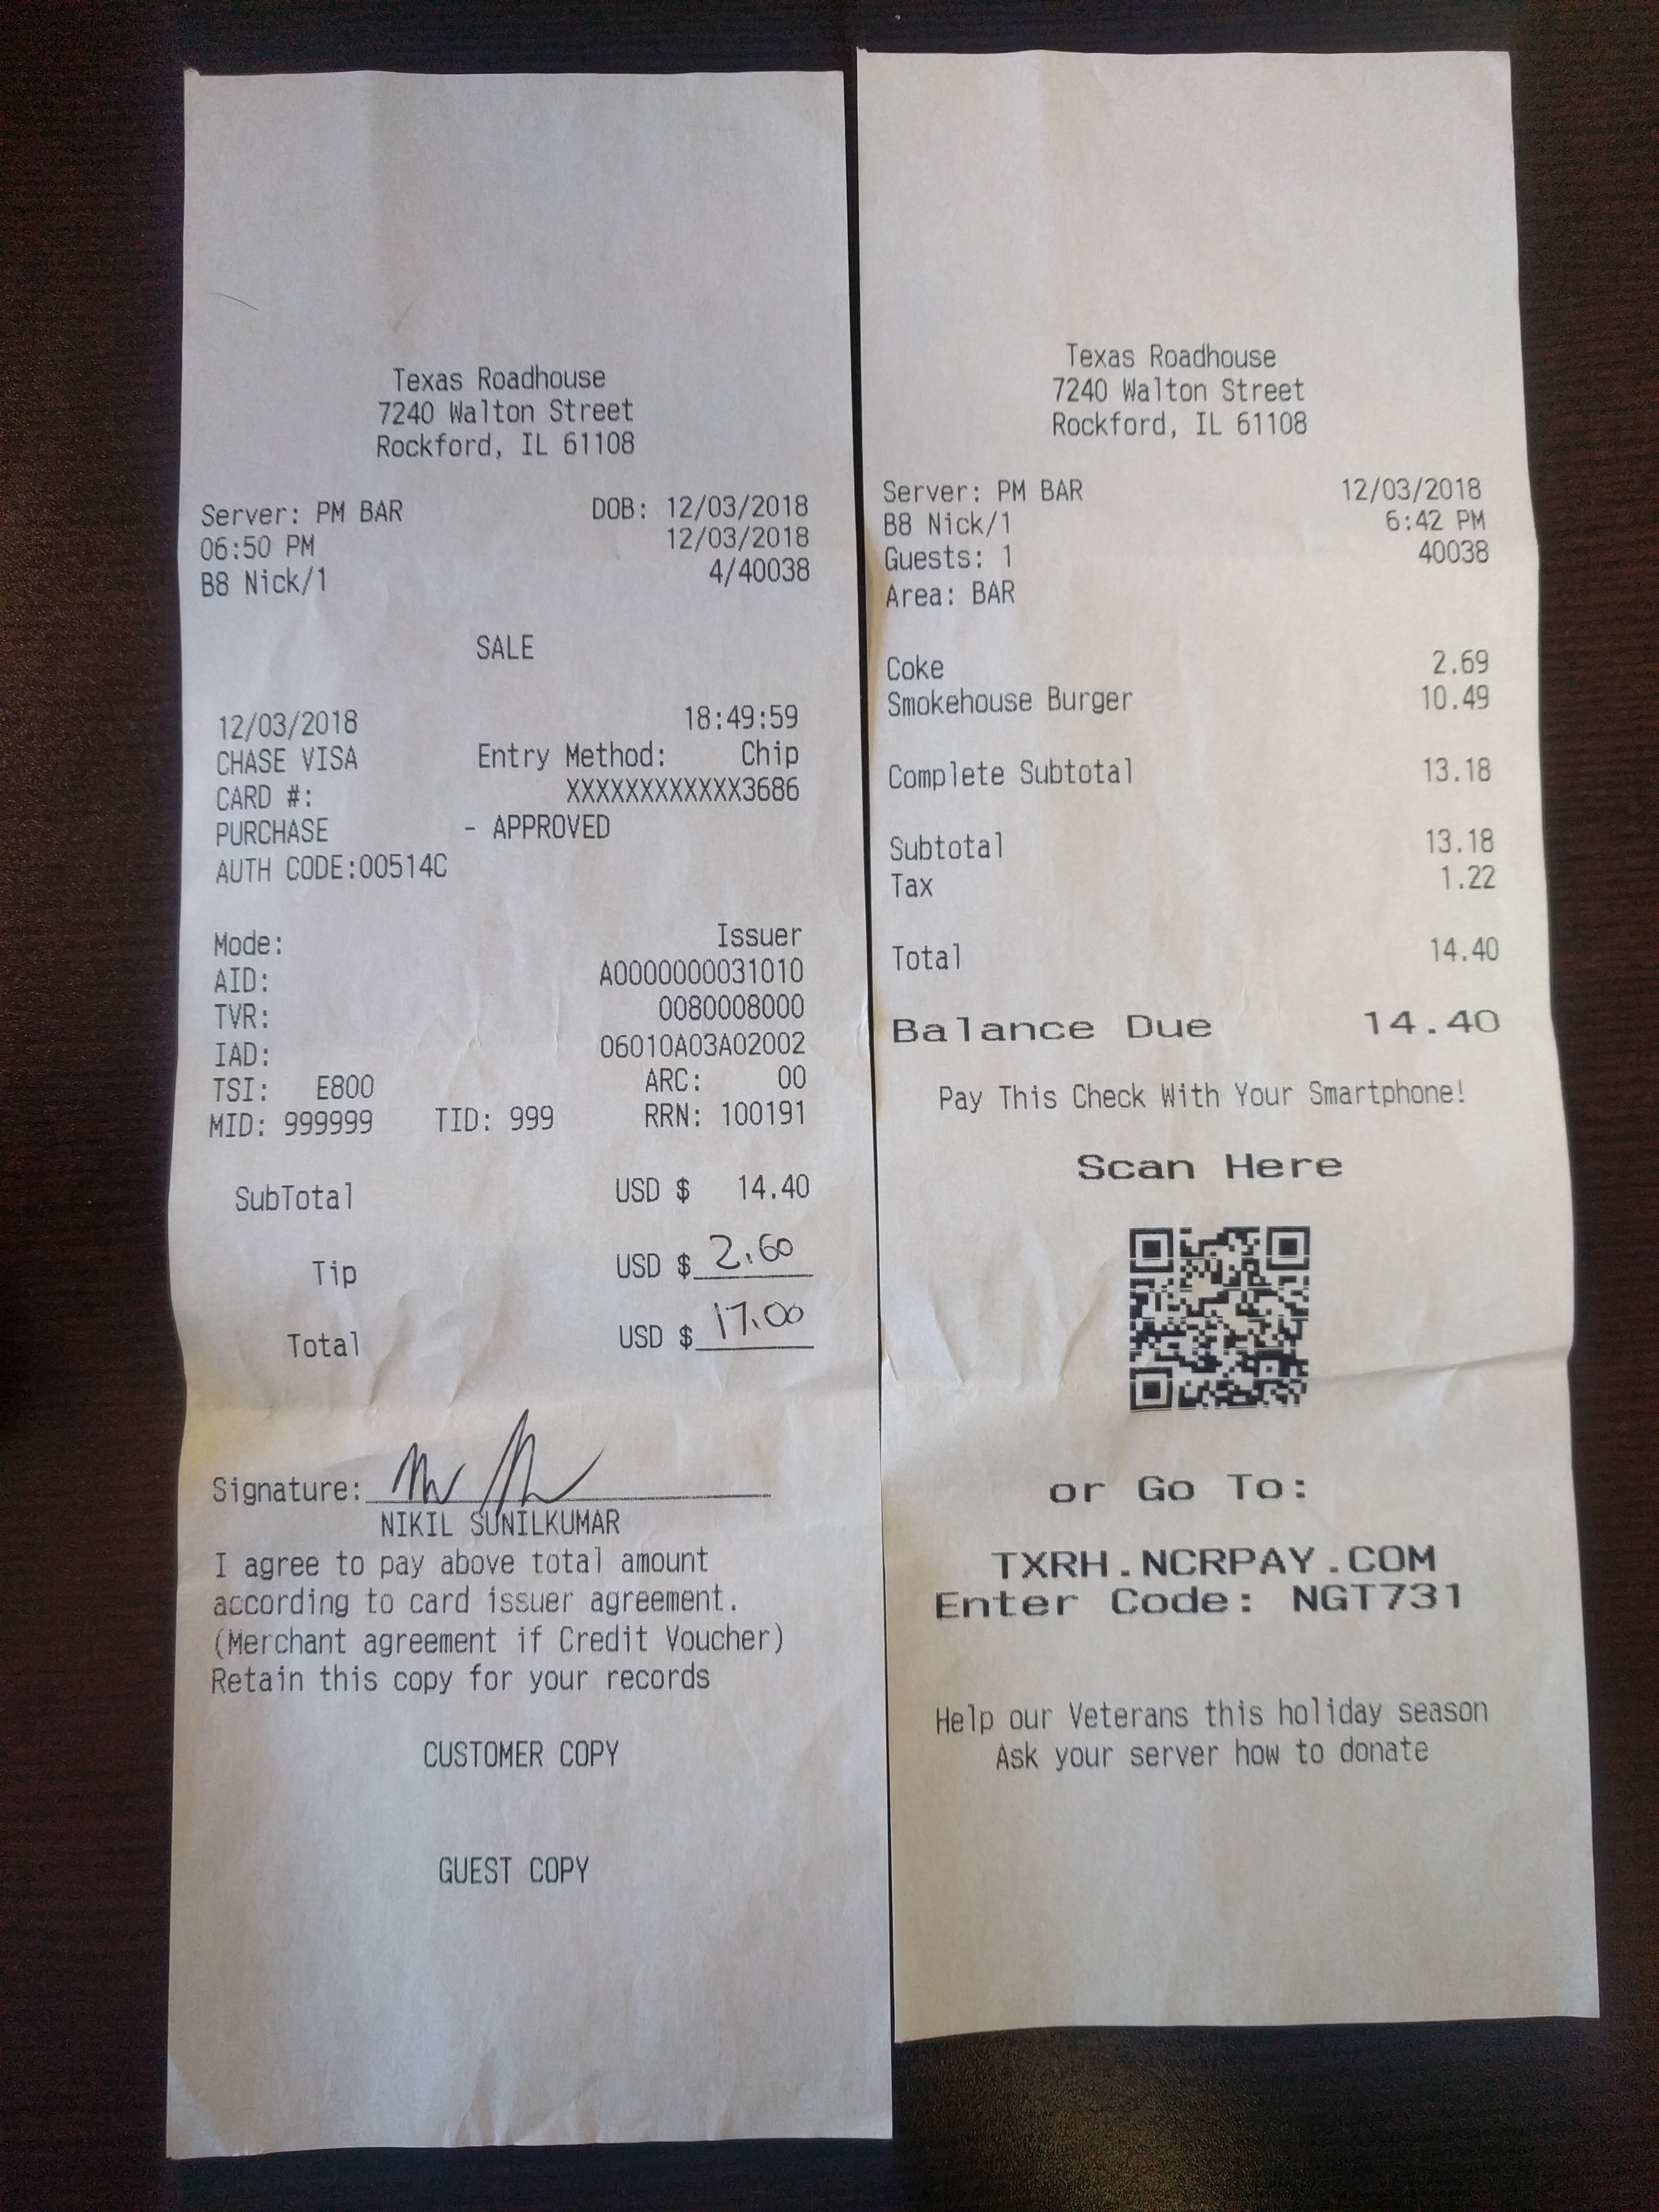 Texas Roadhouse
7240 Walton Street
Rockford, IL 61108
Server: PM BAR DOB: 12/03/2018
06:50 PM 12/03/2018
B8 Nick/1 4/40038
SALE
12/03/2018 18:49:59
CHASE VISA Entry Method: Chip
CARD #: XXXXXXXXXXXX3686
PURCHASE - APPROVED
AUTH CODE:00514C
Mode: Issuer
AID: A0000000031010
TVR: 0080008000
IAD: 06010A03A02002
TSI: E800 ARC: 00
MID: 999999 TID: 999 RRN: 100191
SubTotal USD $ 14.40
Tip USD $ 2.60
Total USD $ 17.00
Signature:
NIKIL SUNILKUMAR
I agree to pay above total amount
according to card issuer agreement.
(Merchant agreement if Credit Voucher)
Retain this copy for your records
CUSTOMER COPY
GUEST COPY
Texas Roadhouse
7240 Walton Street
Rockford, IL 61108
Server: PM BAR 12/03/2018
B8 Nick/1 6:42 PM
Guests: 1 40038
Area: BAR
Coke 2.69
Smokehouse Burger 10.49
Complete Subtotal 13.18
Subtotal 13.18
Tax 1.22
Total 14.40
Balance Due 14.40
Pay This Check With Your Smartphone!
Scan Here
or Go To:
TXRH.NCRPAY.COM
Enter Code: NGT731
Help our Veterans this holiday season
Ask your server how to donate